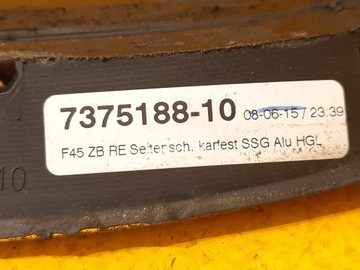 7375188-10 08-06-15 / 23:39
F45 ZB RE Seitensch. karfest SSG Alu HGL
10